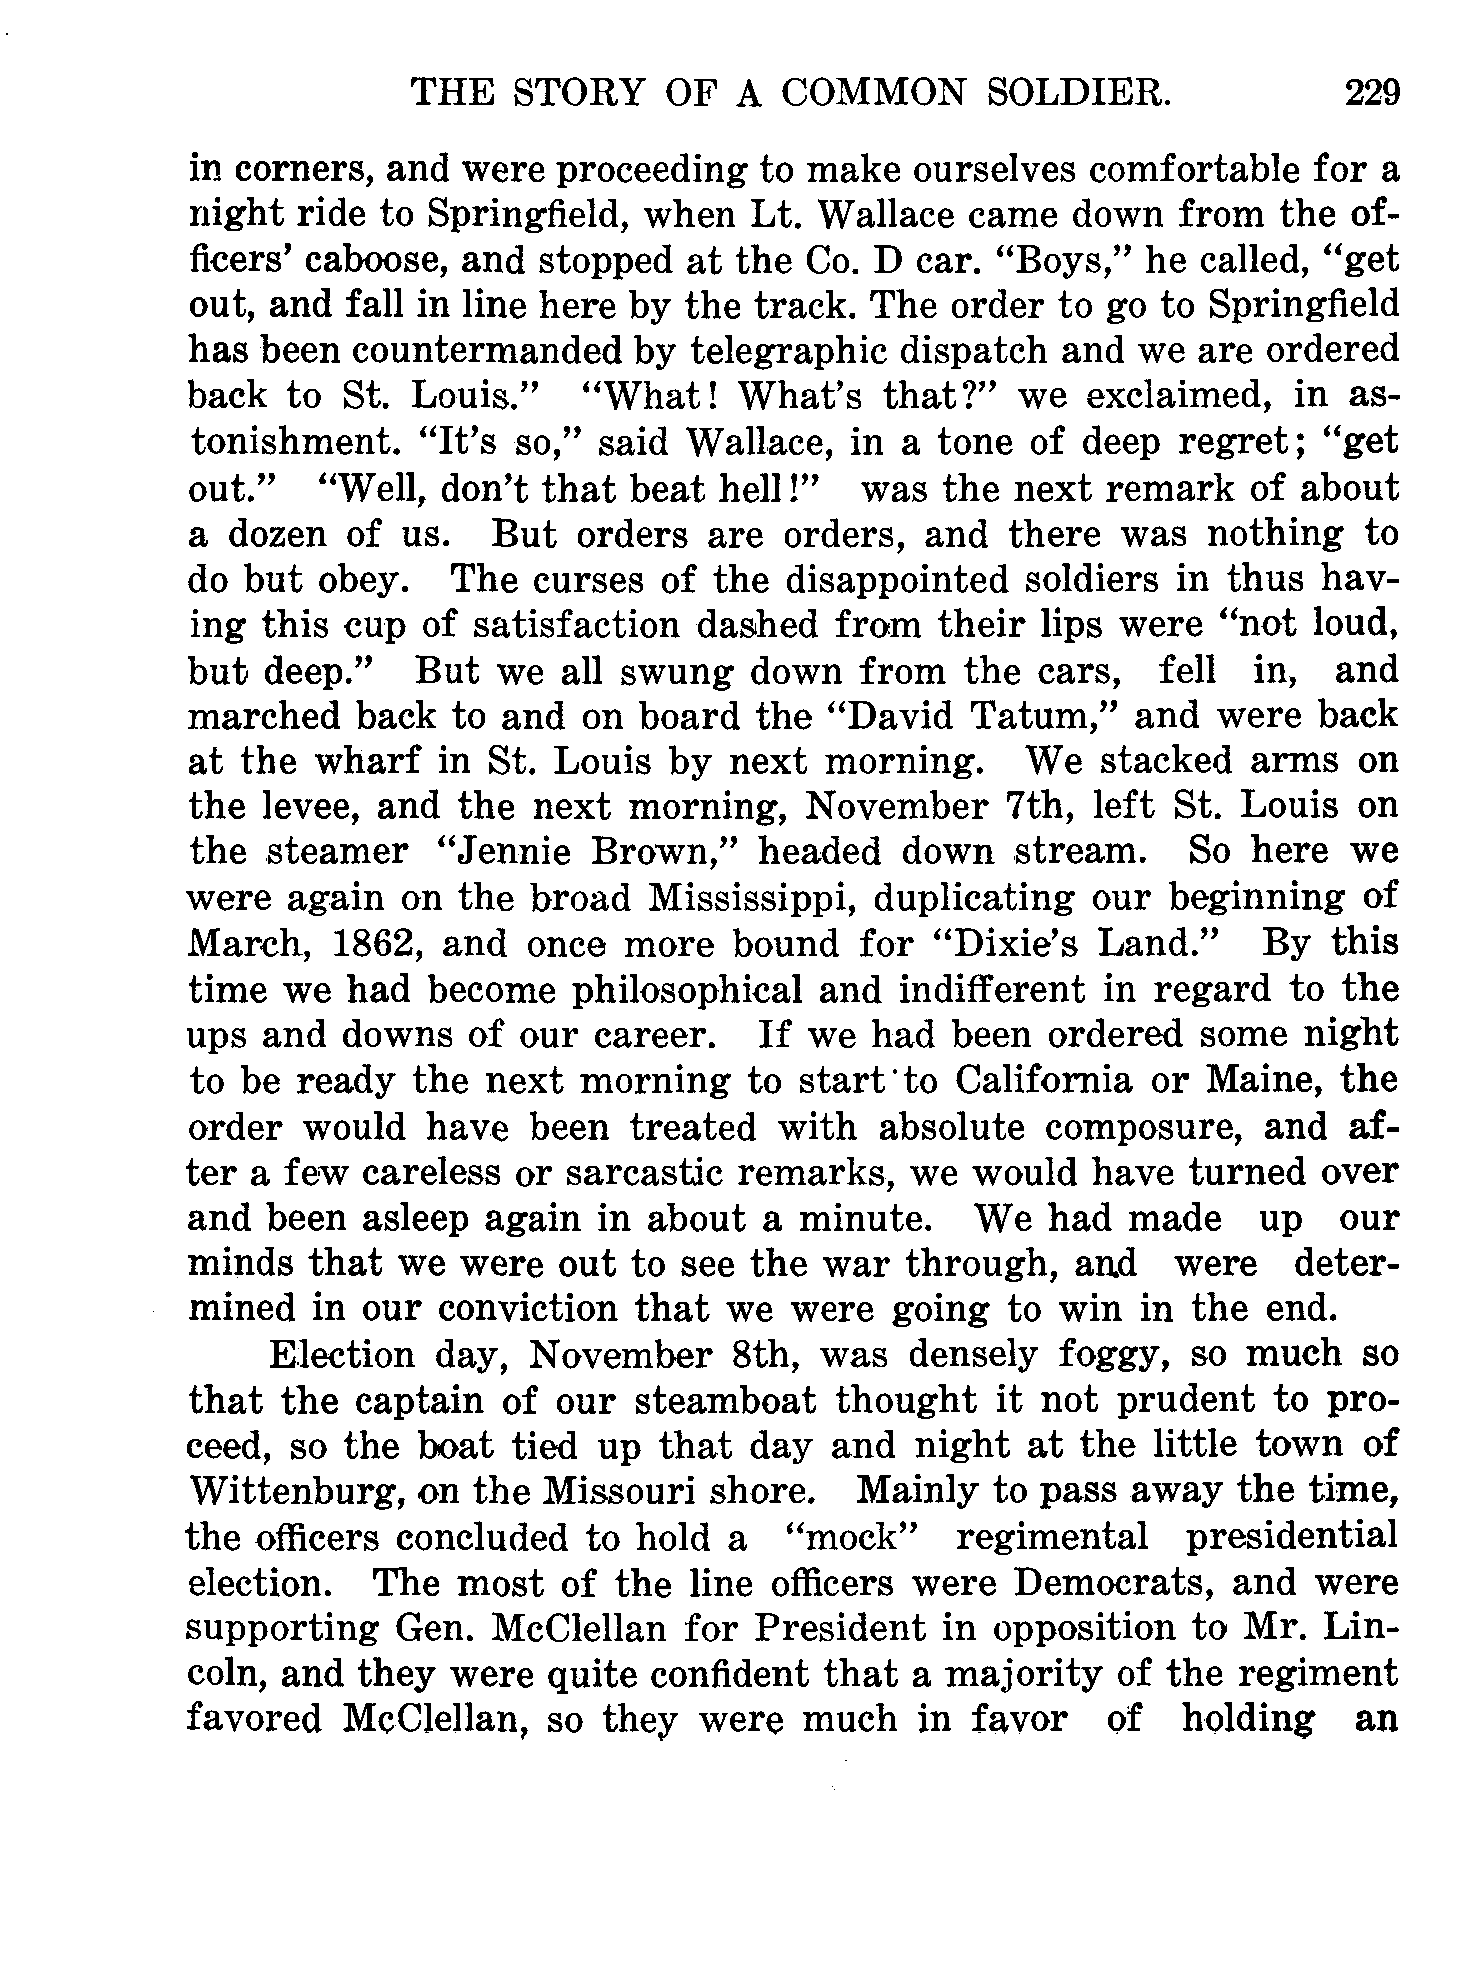 THE STORY OF A COMMON SOLDIER. 229
in corners, and were proceeding to make ourselves comfortable for a
night ride to Springfield, when Lt. Wallace came down from the of-
ficers' caboose, and stopped at the Co. D car. "Boys," he called, "get
out, and fall in line here by the track. The order to go to Springfield
has been countermanded by telegraphic dispatch and we are ordered
back to St. Louis." "What! What's that?" we exclaimed, in as-
tonishment. "It's so," said Wallace, in a tone of deep regret; "get
out." "Well, don't that beat hell!" was the next remark of about
a dozen of us. But orders are orders, and there was nothing to
do but obey. The curses of the disappointed soldiers in thus hav-
ing this cup of satisfaction dashed from their lips were "not loud,
but deep." But we all swung down from the cars, fell in, and
marched back to and on board the "David Tatum," and were back
at the wharf in St. Louis by next morning. We stacked arms on
the levee, and the next morning, November 7th, left St. Louis on
the steamer "Jennie Brown," headed down stream. So here we
were again on the broad Mississippi, duplicating our beginning of
March, 1862, and once more bound for "Dixie's Land." By this
time we had become philosophical and indifferent in regard to the
ups and downs of our career. If we had been ordered some night
to be ready the next morning to start to California or Maine, the
order would have been treated with absolute composure, and af-
ter a few careless or sarcastic remarks, we would have turned over
and been asleep again in about a minute. We had made up our
minds that we were out to see the war through, and were deter-
mined in our conviction that we were going to win in the end.
Election day, November 8th, was densely foggy, so much so
that the captain of our steamboat thought it not prudent to pro-
ceed, so the boat tied up that day and night at the little town of
Wittenburg, on the Missouri shore. Mainly to pass away the time,
the officers concluded to hold a "mock" regimental presidential
election. The most of the line officers were Democrats, and were
supporting Gen. McClellan for President in opposition to Mr. Lin-
coln, and they were quite confident that a majority of the regiment
favored McClellan, so they were much in favor of holding an